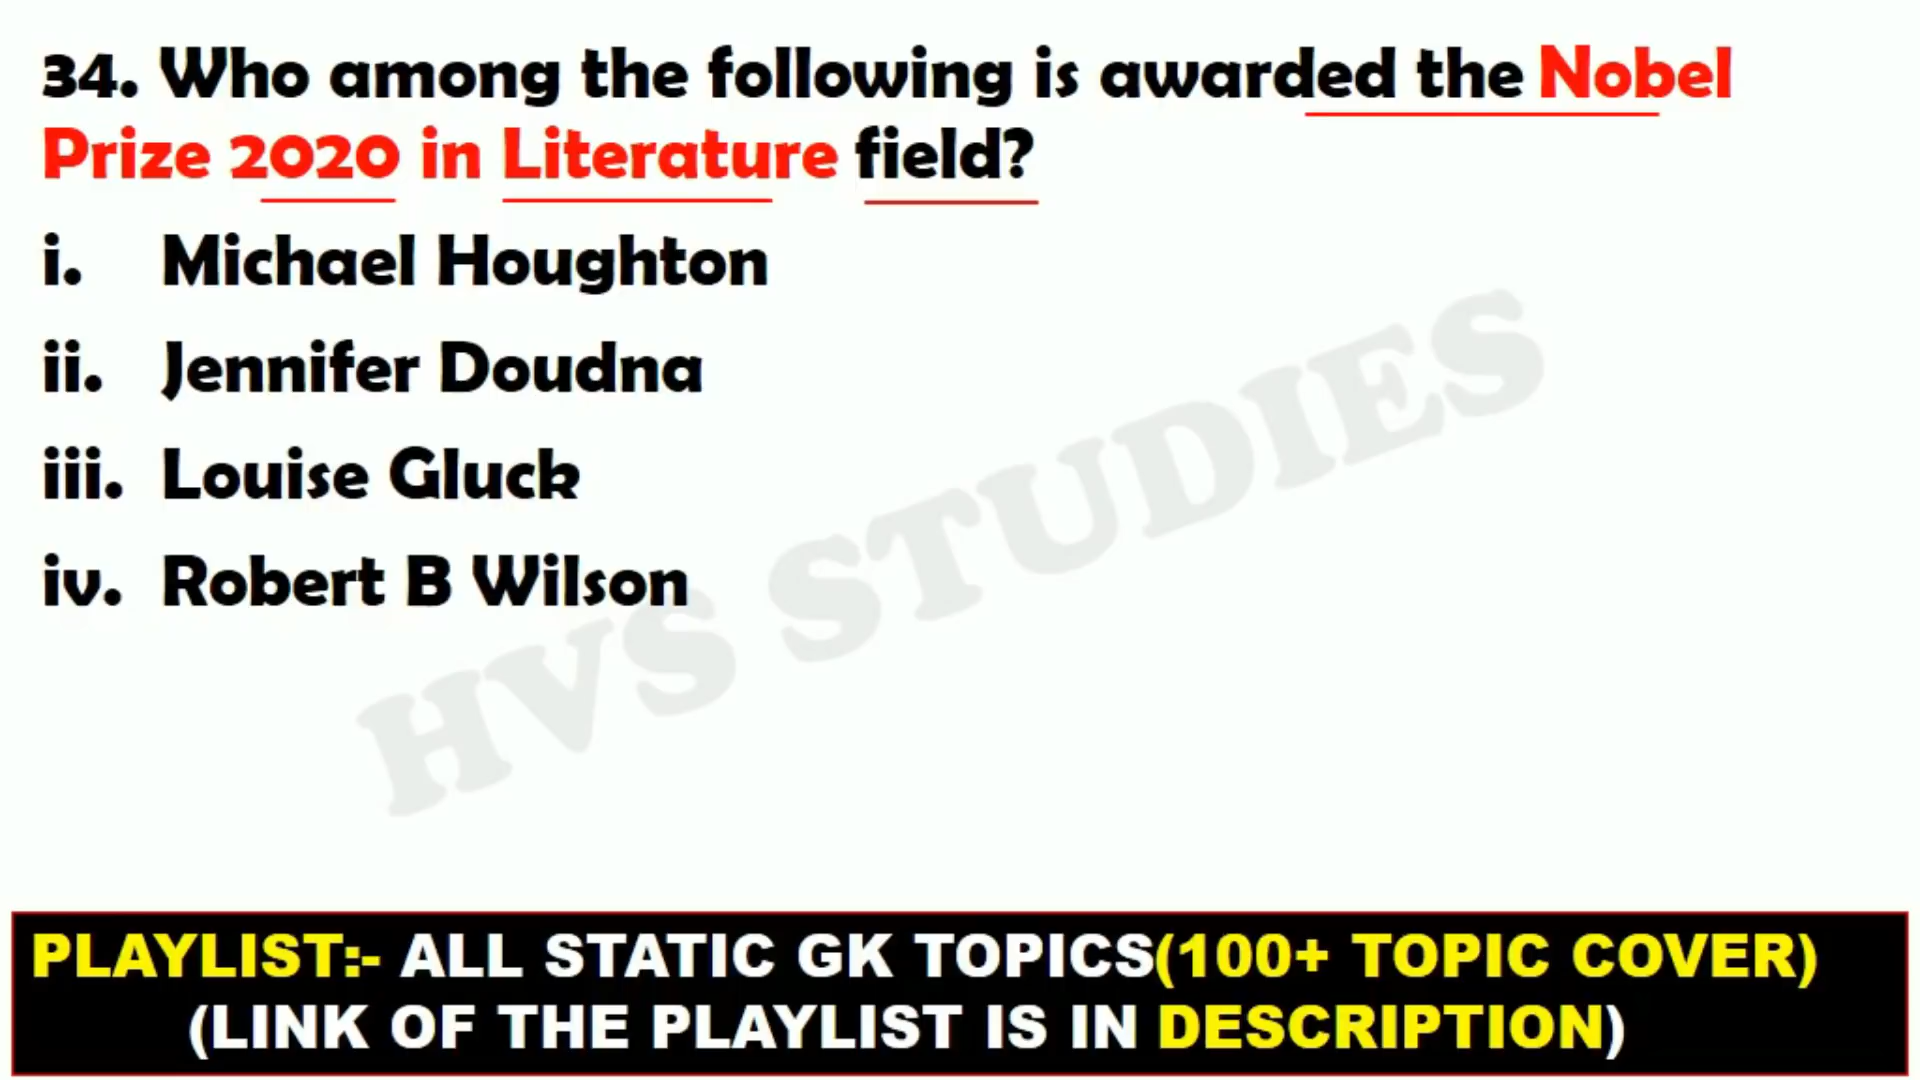 34. Who among the following is awarded the Nobel
Prize 2020 in Literature field?
i. Michael Houghton
ii. Jennifer Doudna
iii. Louise Gluck
iv. Robert B Wilson
HVS STUDIES
PLAYLIST:- ALL STATIC GK TOPICS(100+ TOPIC COVER)
(LINK OF THE PLAYLIST IS IN DESCRIPTION)